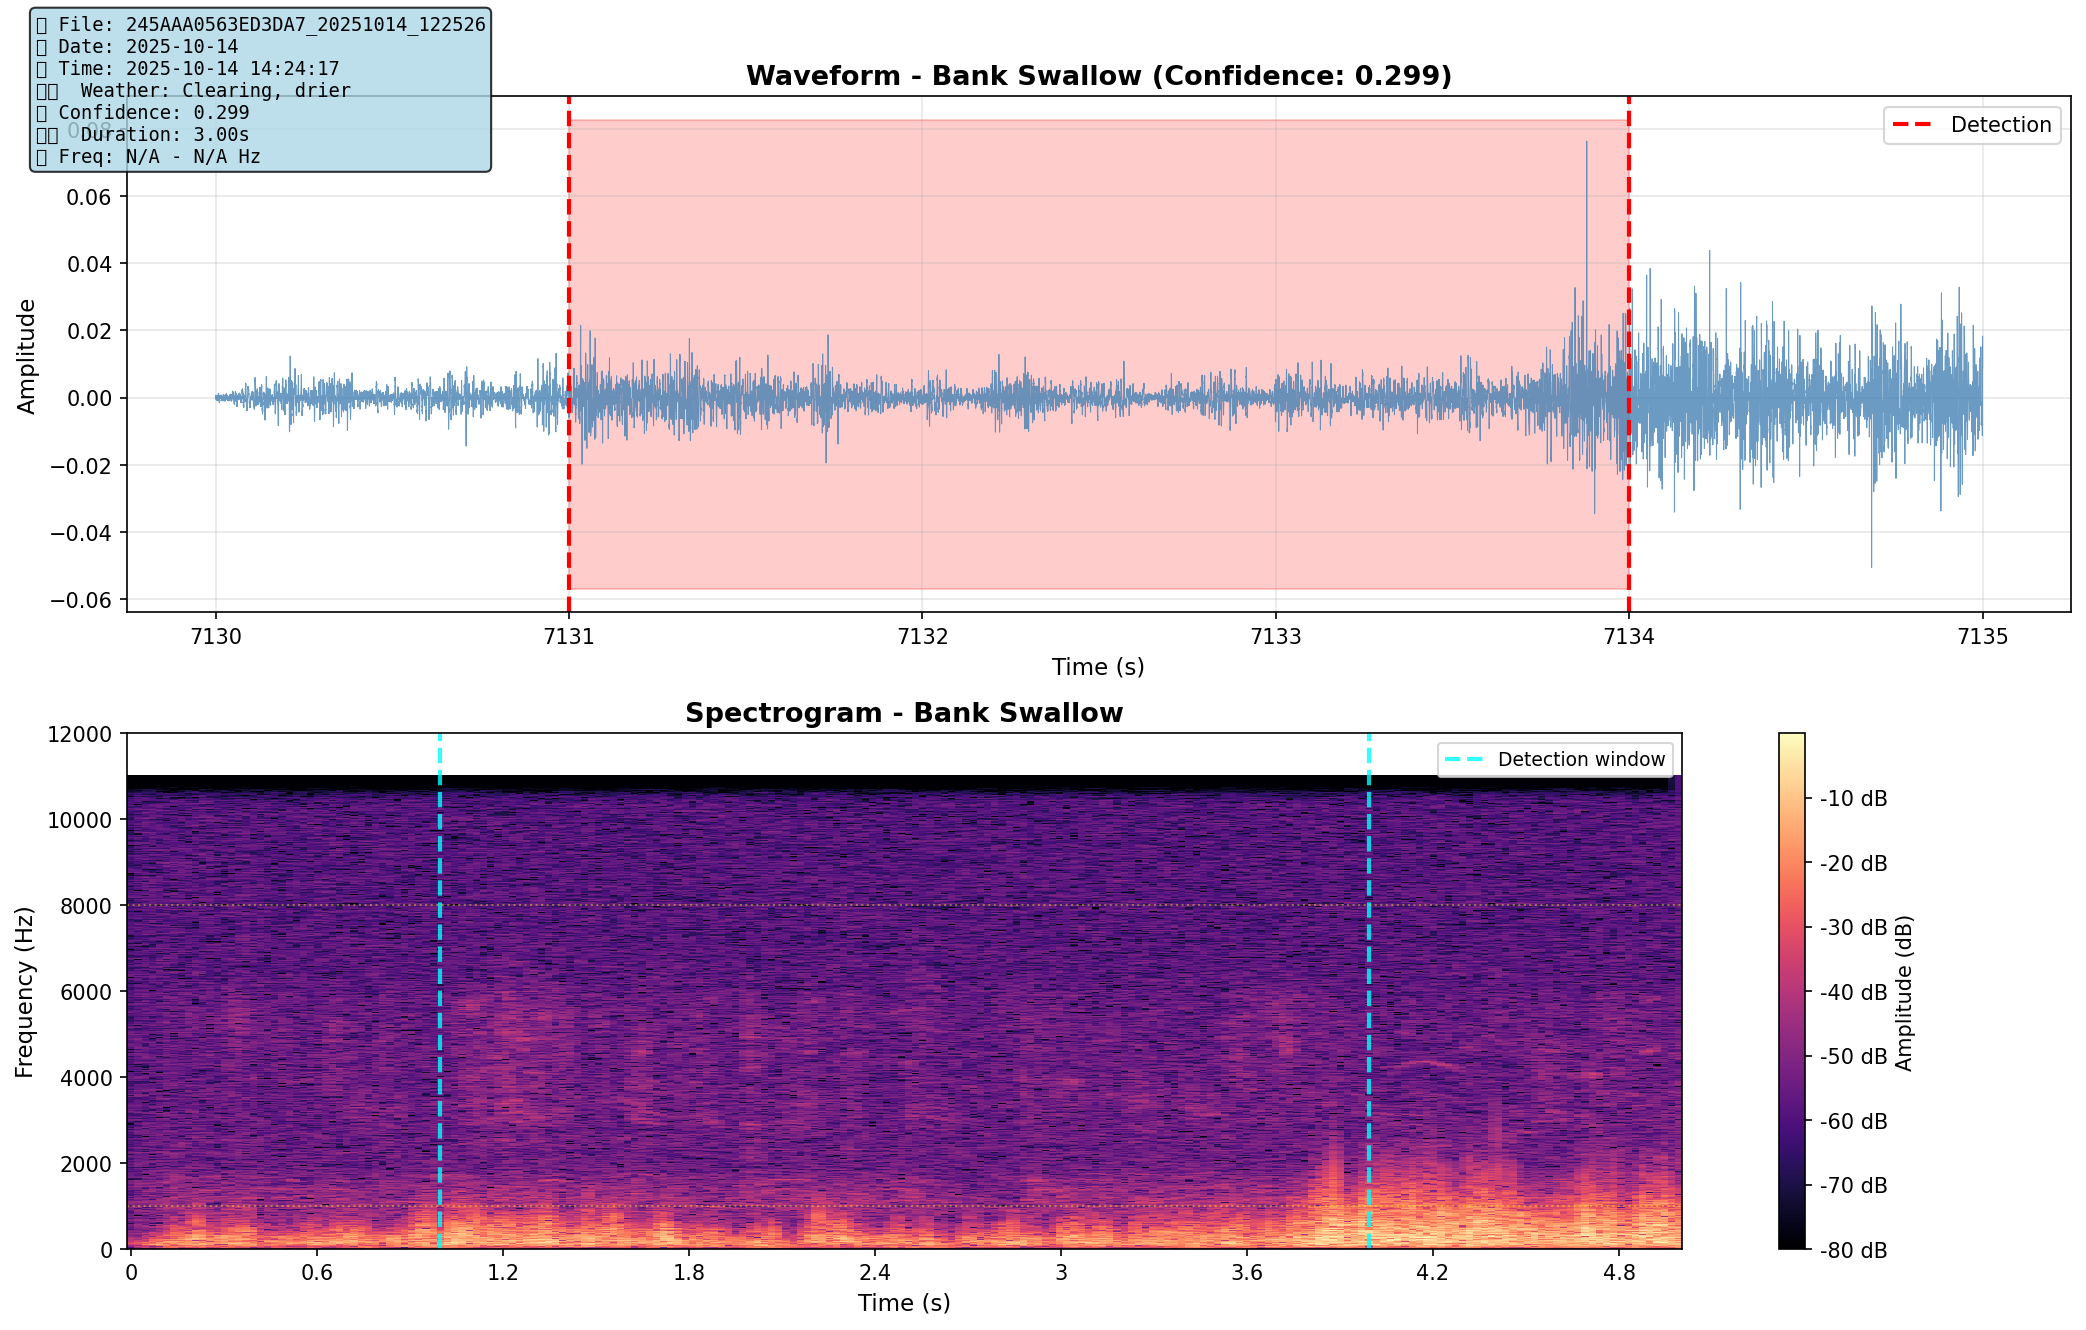 File: 245AAA0563ED3DA7_20251014_122526
Date: 2025-10-14
Time: 2025-10-14 14:24:17
Weather: Clearing, drier
Confidence: 0.299
Duration: 3.00s
Freq: N/A - N/A Hz
Waveform - Bank Swallow (Confidence: 0.299)
Detection
Amplitude
0.08
0.06
0.04
0.02
0.00
−0.02
−0.04
−0.06
7130 7131 7132 7133 7134 7135
Time (s)
Spectrogram - Bank Swallow
Detection window
Frequency (Hz)
12000
10000
8000
6000
4000
2000
0
0 0.6 1.2 1.8 2.4 3 3.6 4.2 4.8
Time (s)
-10 dB
-20 dB
-30 dB
-40 dB
-50 dB
-60 dB
-70 dB
-80 dB
Amplitude (dB)